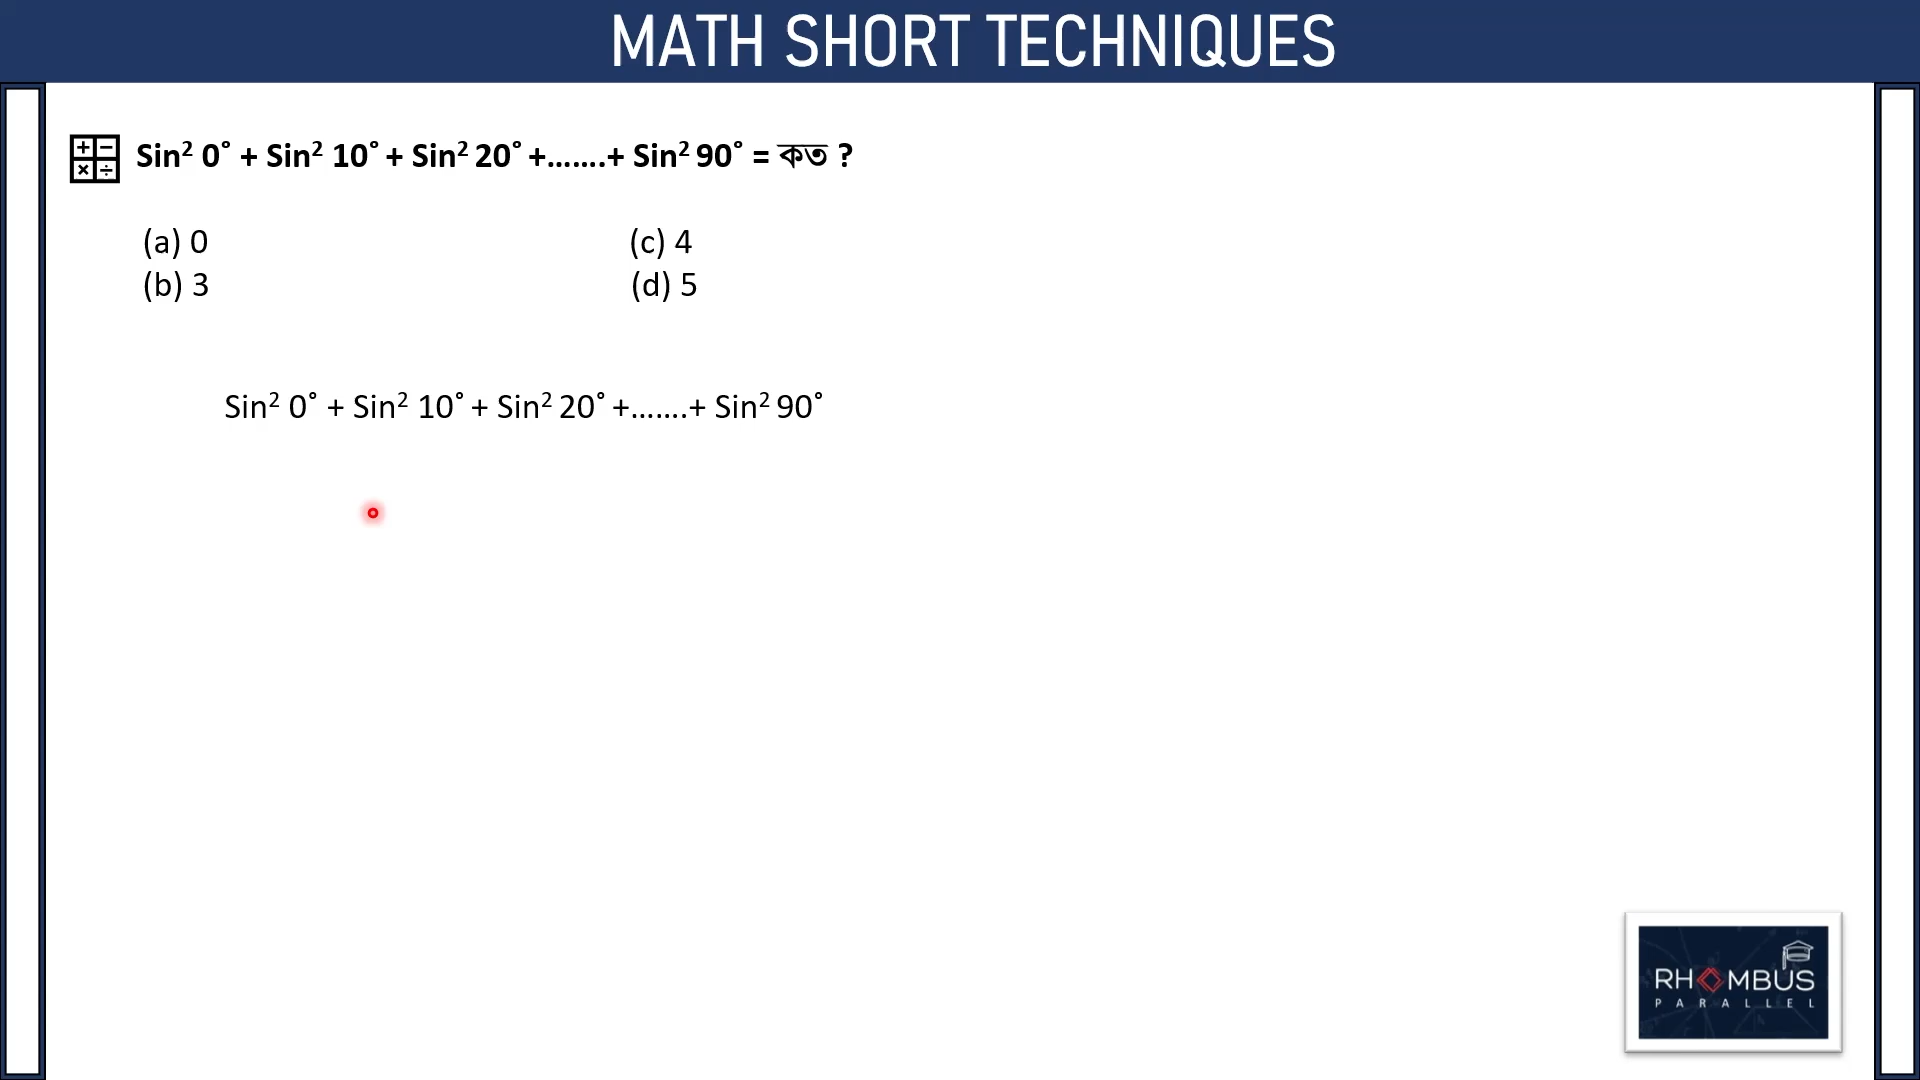 MATH SHORT TECHNIQUES
Sin² 0˚ + Sin² 10˚ + Sin² 20˚ +.......+ Sin² 90˚ = কত ?
(a) 0 (c) 4
(b) 3 (d) 5
Sin² 0˚ + Sin² 10˚ + Sin² 20˚ +.......+ Sin² 90˚
RHOMBUS
PARALLEL